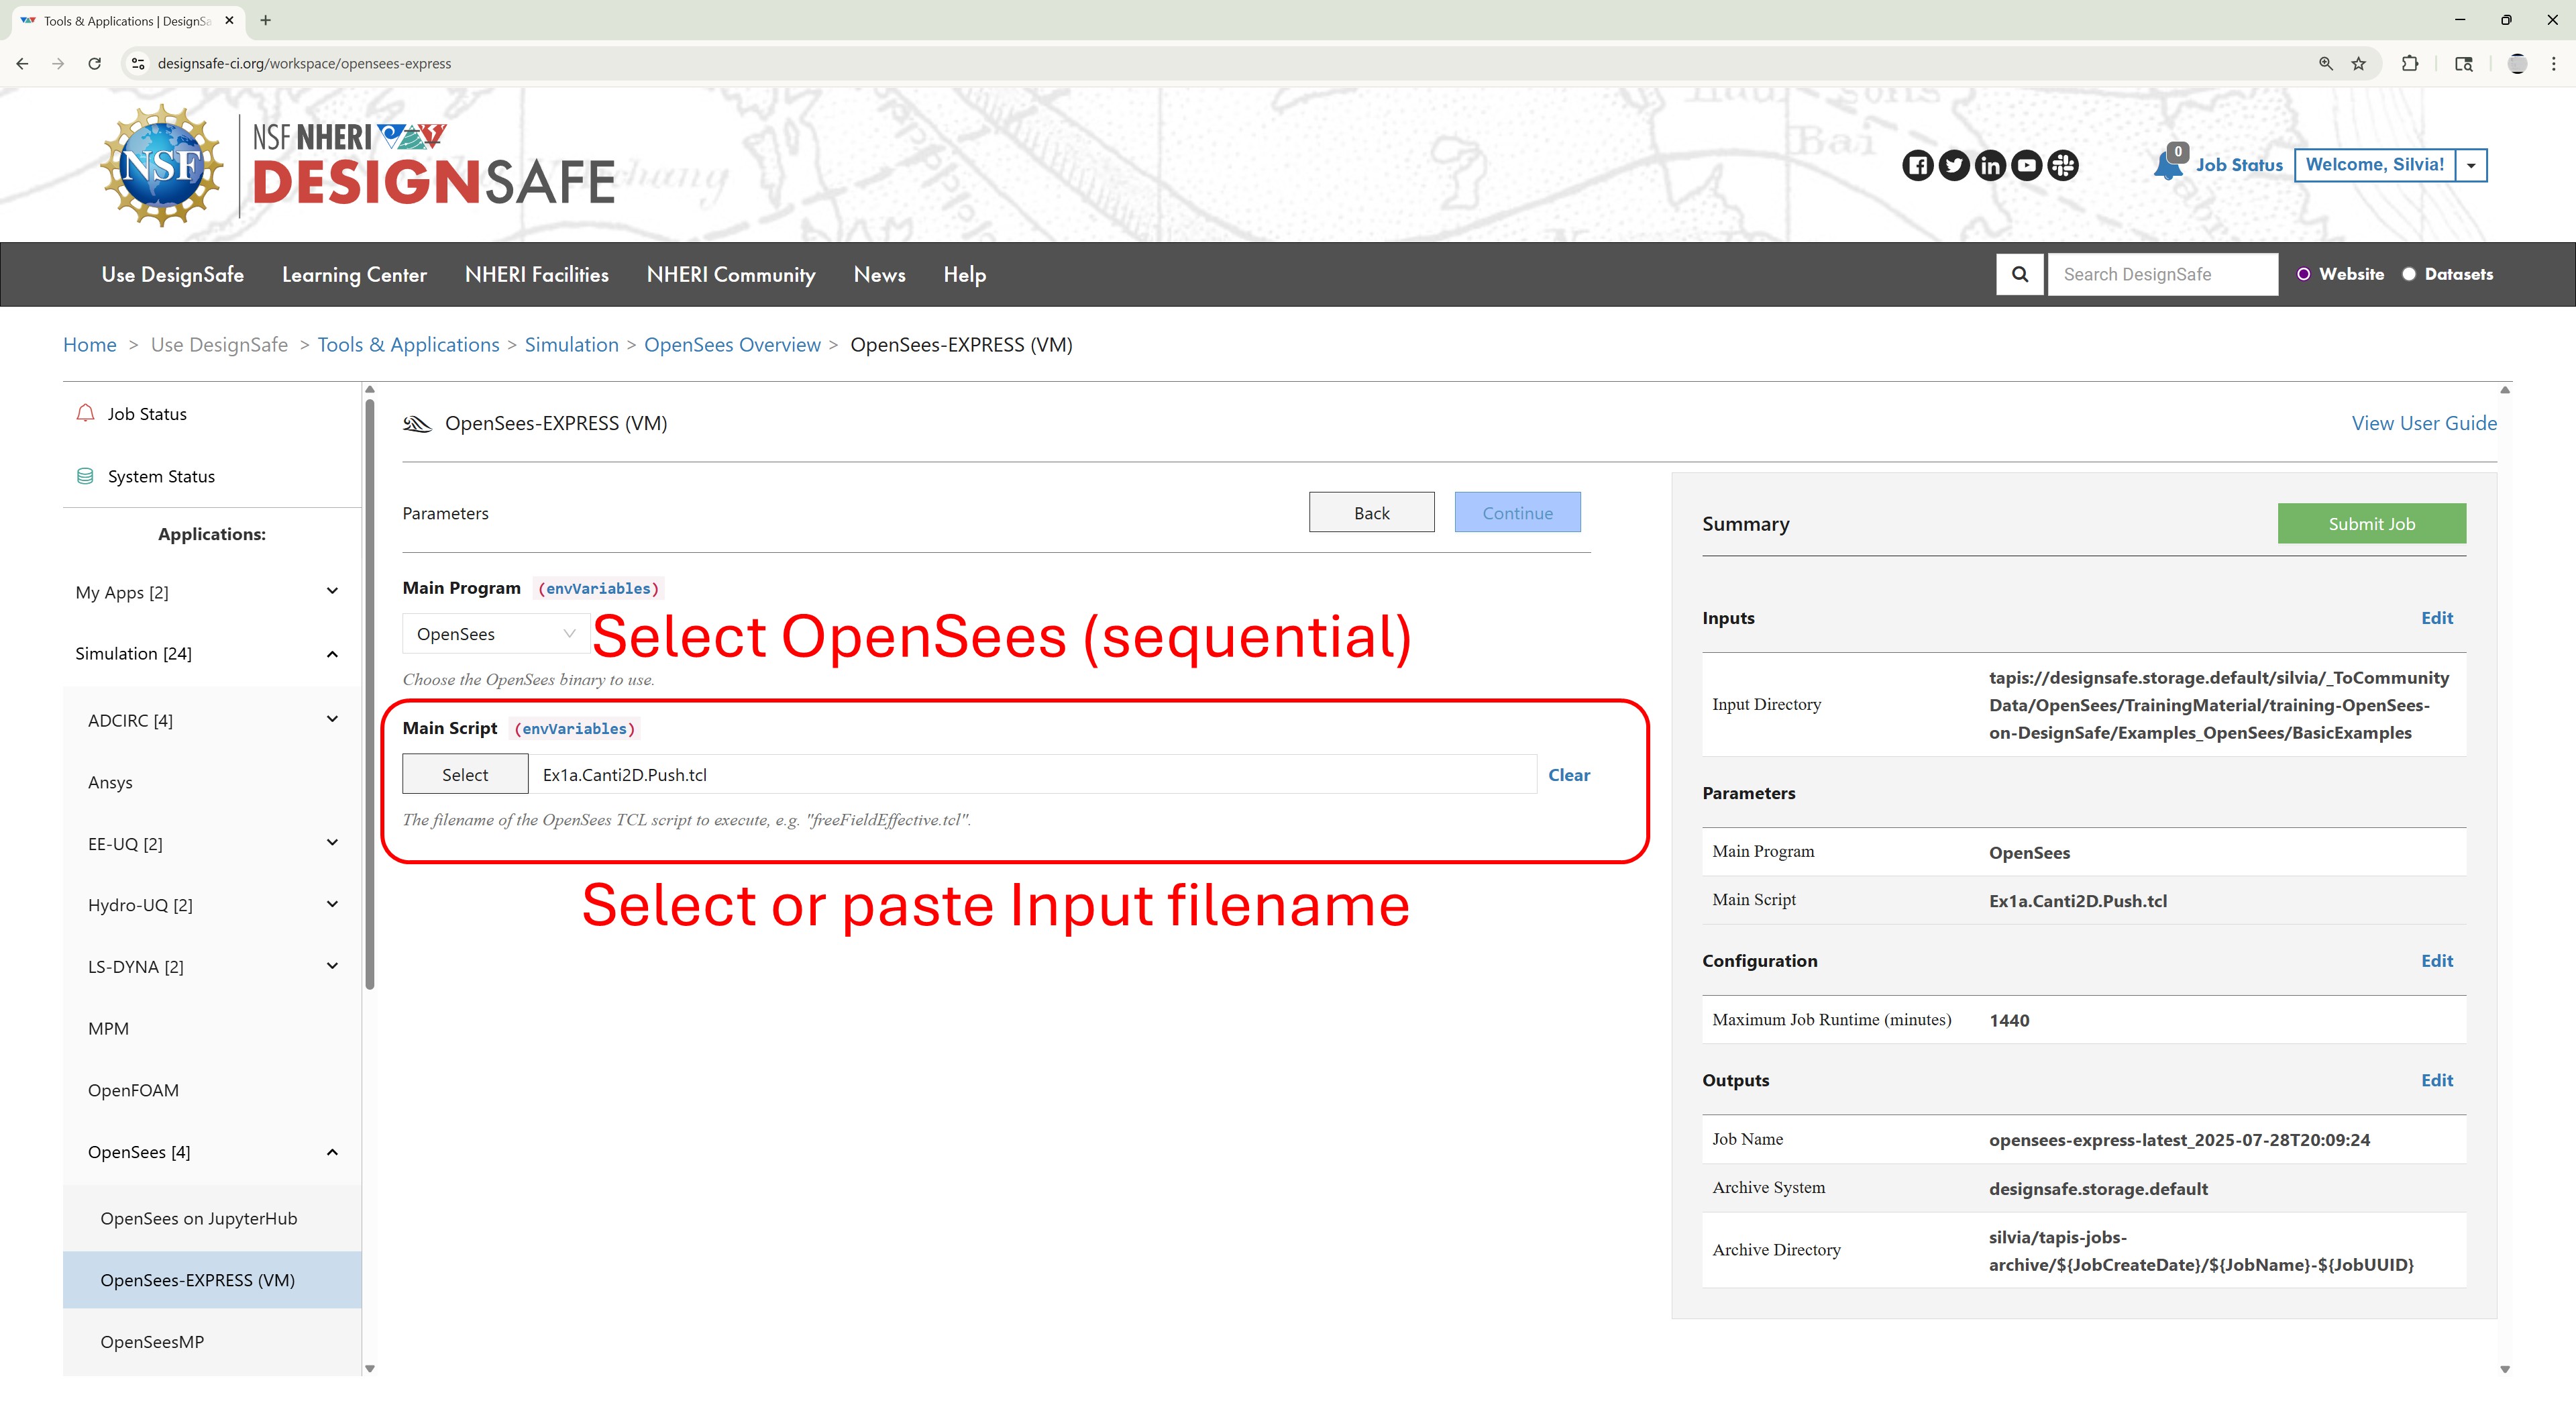 Tools & Applications | DesignSa
designsafe-ci.org/workspace/opensees-express
NSF
NSF NHERI
DESIGNSAFE
0
Job Status
Welcome, Silvia!
Use DesignSafe
Learning Center
NHERI Facilities
NHERI Community
News
Help
Search DesignSafe
Website
Datasets
Home > Use DesignSafe > Tools & Applications > Simulation > OpenSees Overview > OpenSees-EXPRESS (VM)
Job Status
System Status
Applications:
My Apps [2]
Simulation [24]
ADCIRC [4]
Ansys
EE-UQ [2]
Hydro-UQ [2]
LS-DYNA [2]
MPM
OpenFOAM
OpenSees [4]
OpenSees on JupyterHub
OpenSees-EXPRESS (VM)
OpenSeesMP
OpenSees-EXPRESS (VM)
View User Guide
Parameters
Back
Continue
Main Program (envVariables)
OpenSees
Select OpenSees (sequential)
Choose the OpenSees binary to use.
Main Script (envVariables)
Select
Ex1a.Canti2D.Push.tcl
Clear
The filename of the OpenSees TCL script to execute, e.g. "freeFieldEffective.tcl".
Select or paste Input filename
Summary
Submit Job
Inputs
Edit
Input Directory
tapis://designsafe.storage.default/silvia/_ToCommunity
Data/OpenSees/TrainingMaterial/training-OpenSees-
on-DesignSafe/Examples_OpenSees/BasicExamples
Parameters
Main Program
OpenSees
Main Script
Ex1a.Canti2D.Push.tcl
Configuration
Edit
Maximum Job Runtime (minutes)
1440
Outputs
Edit
Job Name
opensees-express-latest_2025-07-28T20:09:24
Archive System
designsafe.storage.default
Archive Directory
silvia/tapis-jobs-
archive/${JobCreateDate}/${JobName}-${JobUUID}